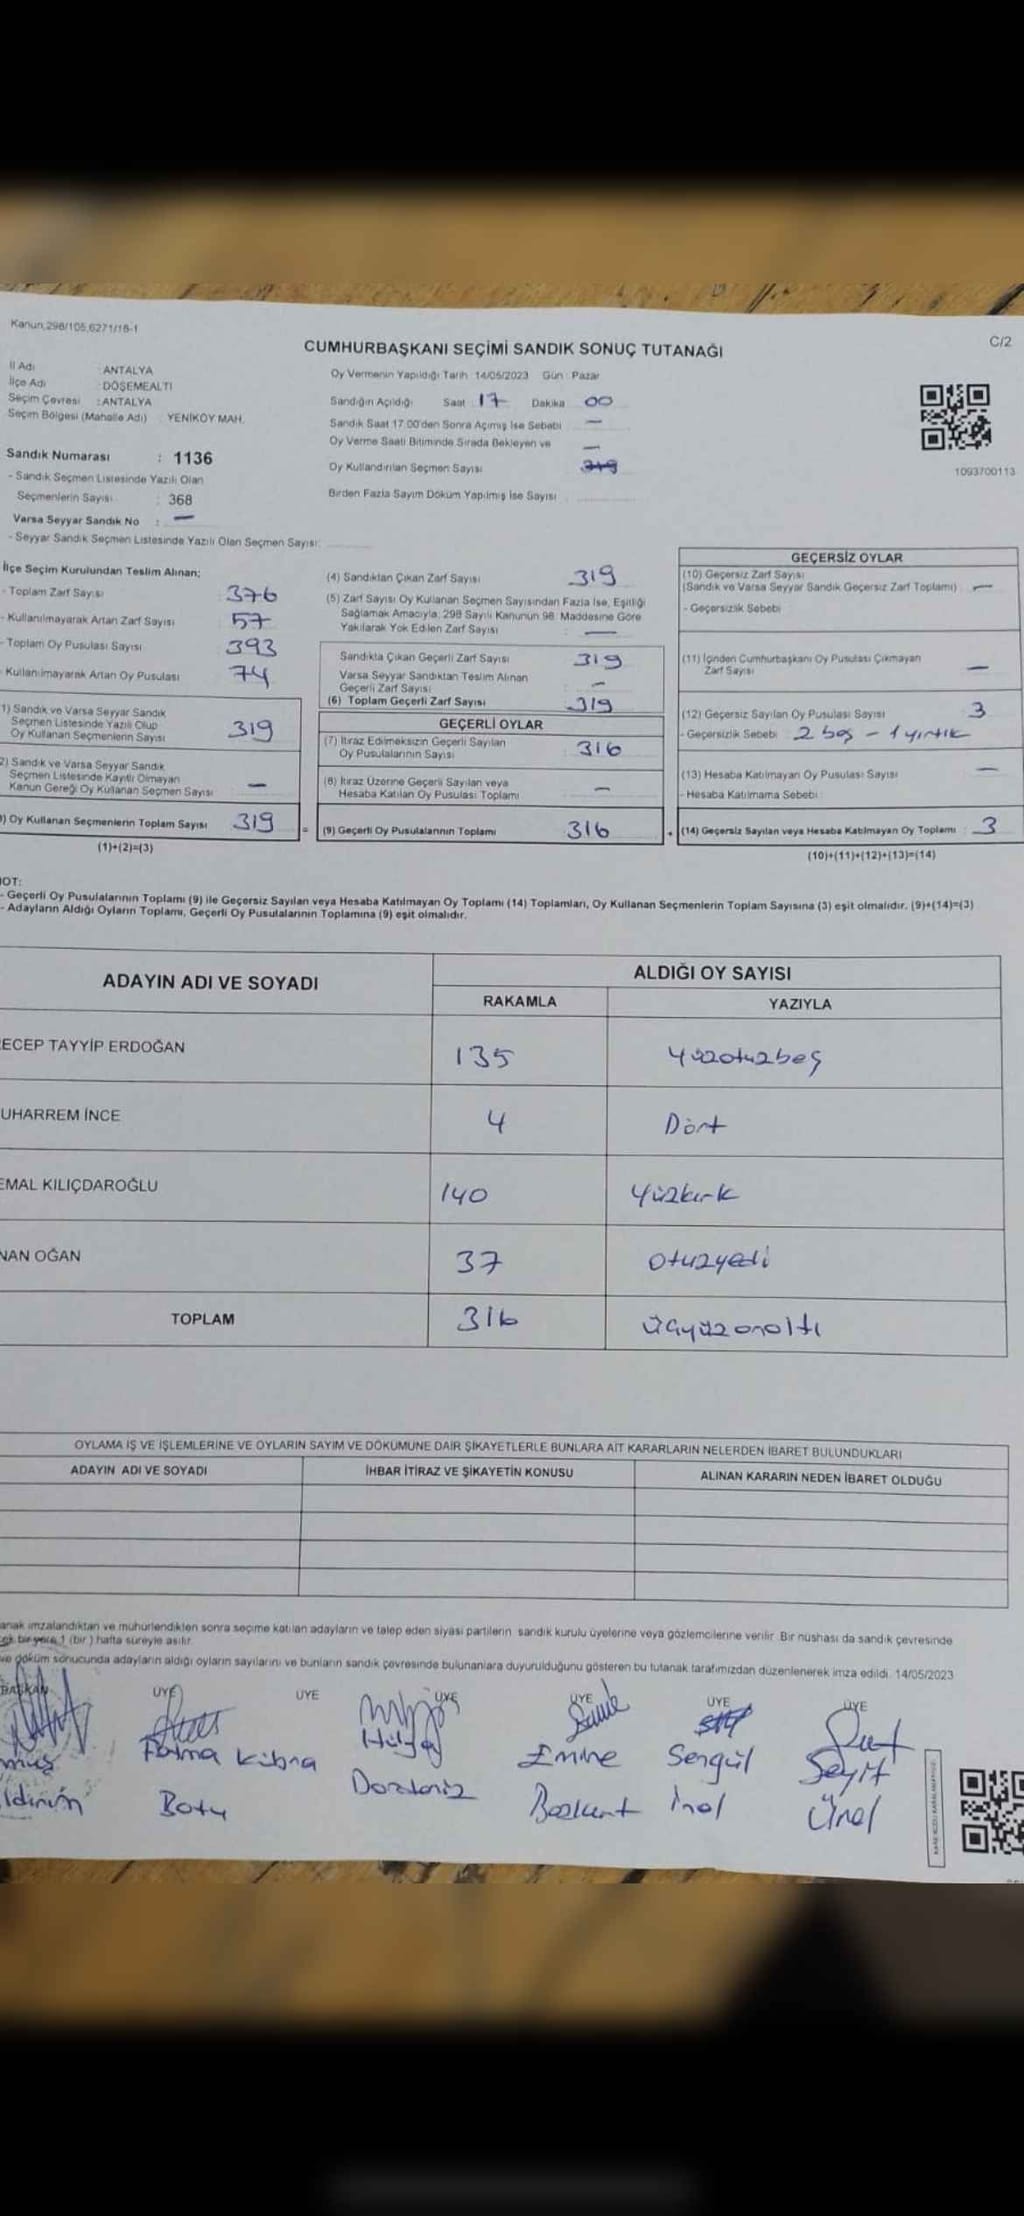 Kanun;298/105,6271/18-1
C/2
CUMHURBAŞKANI SEÇİMİ SANDIK SONUÇ TUTANAĞI
İl Adı : ANTALYA
İlçe Adı : DÖŞEMEALTI
Seçim Çevresi : ANTALYA
Seçim Bölgesi (Mahalle Adı) : YENİKÖY MAH.
Sandık Numarası : 1136
- Sandık Seçmen Listesinde Yazılı Olan
Seçmenlerin Sayısı : 368
Varsa Seyyar Sandık No : —
- Seyyar Sandık Seçmen Listesinde Yazılı Olan Seçmen Sayısı:
Oy Vermenin Yapıldığı Tarih : 14/05/2023 Gün : Pazar
Sandığın Açıldığı Saat 17 Dakika 00
Sandık Saat 17.00'den Sonra Açımış İse Sebebi —
Oy Verme Saati Bitiminde Sırada Bekleyen ve —
Oy Kullandırılan Seçmen Sayısı 319
Birden Fazla Sayım Döküm Yapılmış İse Sayısı :
1093700113
İlçe Seçim Kurulundan Teslim Alınan;
- Toplam Zarf Sayısı : 376
- Kullanılmayarak Artan Zarf Sayısı : 57
- Toplam Oy Pusulası Sayısı : 393
- Kullanılmayarak Artan Oy Pusulası : 74
1) Sandık ve Varsa Seyyar Sandık
Seçmen Listesinde Yazılı Olup
Oy Kullanan Seçmenlerin Sayısı 319
2) Sandık ve Varsa Seyyar Sandık
Seçmen Listesinde Kayıtlı Olmayan
Kanun Gereği Oy Kullanan Seçmen Sayısı —
) Oy Kullanan Seçmenlerin Toplam Sayısı 319 =
(1)+(2)=(3)
(4) Sandıktan Çıkan Zarf Sayısı : 319
(5) Zarf Sayısı Oy Kullanan Seçmen Sayısından Fazla İse, Eşitliği
Sağlamak Amacıyla, 298 Sayılı Kanunun 98. Maddesine Göre
Yakılarak Yok Edilen Zarf Sayısı : —
Sandıkta Çıkan Geçerli Zarf Sayısı : 319
Varsa Seyyar Sandıktan Teslim Alınan
Geçerli Zarf Sayısı : —
(6) Toplam Geçerli Zarf Sayısı : 319
GEÇERLİ OYLAR
(7) İtiraz Edilmeksizin Geçerli Sayılan
Oy Pusulalarının Sayısı : 316
(8) İtiraz Üzerine Geçerli Sayılan veya
Hesaba Katılan Oy Pusulası Toplamı : —
(9) Geçerli Oy Pusulalarının Toplamı : 316 +
GEÇERSİZ OYLAR
(10) Geçersiz Zarf Sayısı
(Sandık ve Varsa Seyyar Sandık Geçersiz Zarf Toplamı) : —
- Geçersizlik Sebebi :
(11) İçinden Cumhurbaşkanı Oy Pusulası Çıkmayan
Zarf Sayısı : —
(12) Geçersiz Sayılan Oy Pusulası Sayısı : 3
- Geçersizlik Sebebi : 2 boş - 1 yırtık
(13) Hesaba Katılmayan Oy Pusulası Sayısı : —
- Hesaba Katılmama Sebebi :
(14) Geçersiz Sayılan veya Hesaba Katılmayan Oy Toplamı : 3
(10)+(11)+(12)+(13)=(14)
NOT:
- Geçerli Oy Pusulalarının Toplamı (9) ile Geçersiz Sayılan veya Hesaba Katılmayan Oy Toplamı (14) Toplamları, Oy Kullanan Seçmenlerin Toplam Sayısına (3) eşit olmalıdır. (9)+(14)=(3)
- Adayların Aldığı Oyların Toplamı, Geçerli Oy Pusulalarının Toplamına (9) eşit olmalıdır.
ADAYIN ADI VE SOYADI
ALDIĞI OY SAYISI
RAKAMLA YAZIYLA
ECEP TAYYİP ERDOĞAN 135 Yüzotuzbeş
UHARREM İNCE 4 Dört
EMAL KILIÇDAROĞLU 140 Yüzkırk
NAN OĞAN 37 otuzyedi
TOPLAM 316 üçyüzonaltı
OYLAMA İŞ VE İŞLEMLERİNE VE OYLARIN SAYIM VE DÖKÜMÜNE DAİR ŞİKAYETLERLE BUNLARA AİT KARARLARIN NELERDEN İBARET BULUNDUKLARI
ADAYIN ADI VE SOYADI İHBAR İTİRAZ VE ŞİKAYETİN KONUSU ALINAN KARARIN NEDEN İBARET OLDUĞU
anak imzalandıktan ve mühürlendikten sonra seçime katılan adayların ve talep eden siyasi partilerin sandık kurulu üyelerine veya gözlemcilerine verilir. Bir nüshası da sandık çevresinde
bir yere 1 (bir) hafta süreyle asılır.
ve döküm sonucunda adayların aldığı oyların sayılarını ve bunların sandık çevresinde bulunanlara duyurulduğunu gösteren bu tutanak tarafımızdan düzenlenerek imza edildi. 14/05/2023
BAŞKAN ÜYE ÜYE ÜYE ÜYE ÜYE ÜYE
muş Fatma Kübra Hülya Emine Sengül Seyit
ldırım Botu Bozkurt İnal Ünal